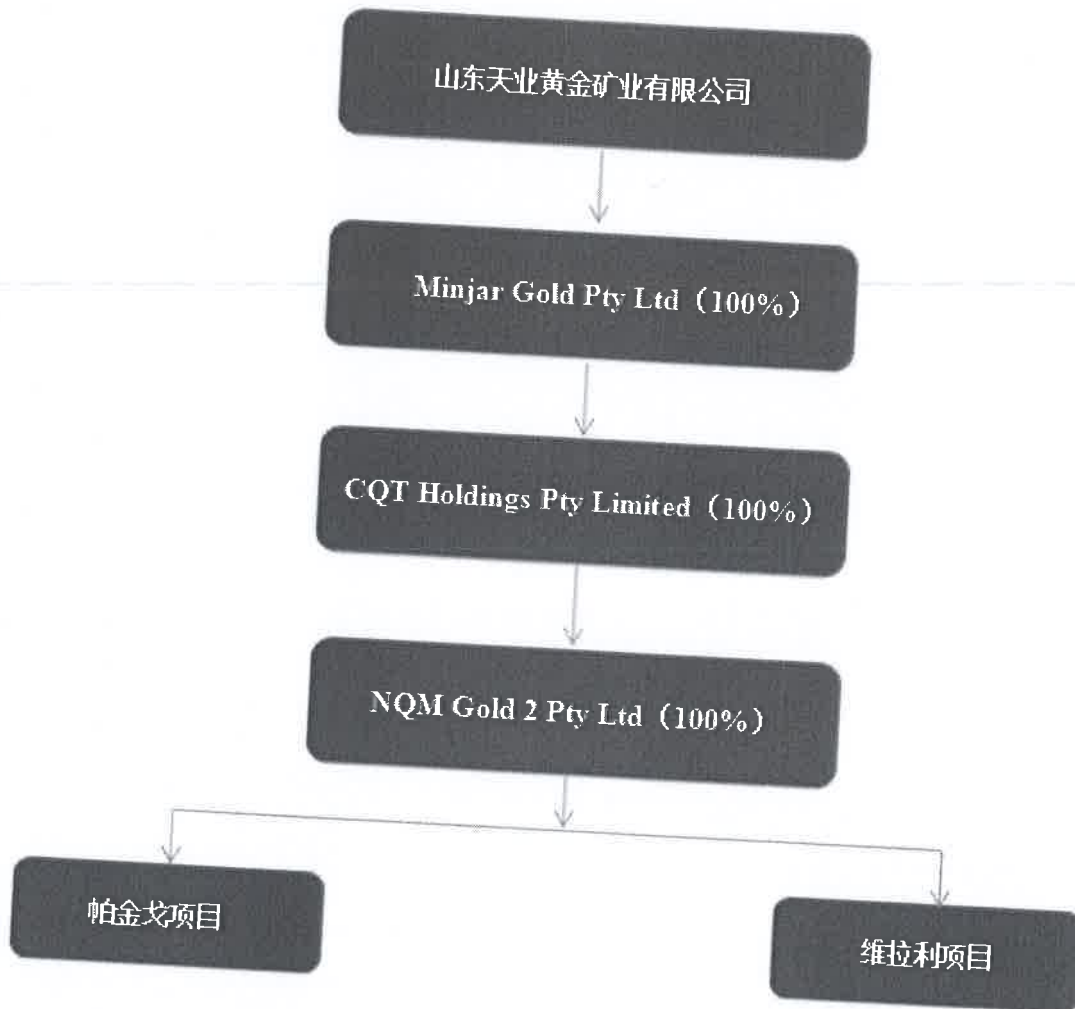 山东天业黄金矿业有限公司
Minjar Gold Pty Ltd（100%）
CQT Holdings Pty Limited（100%）
NQM Gold 2 Pty Ltd（100%）
帕金戈项目
维拉利项目